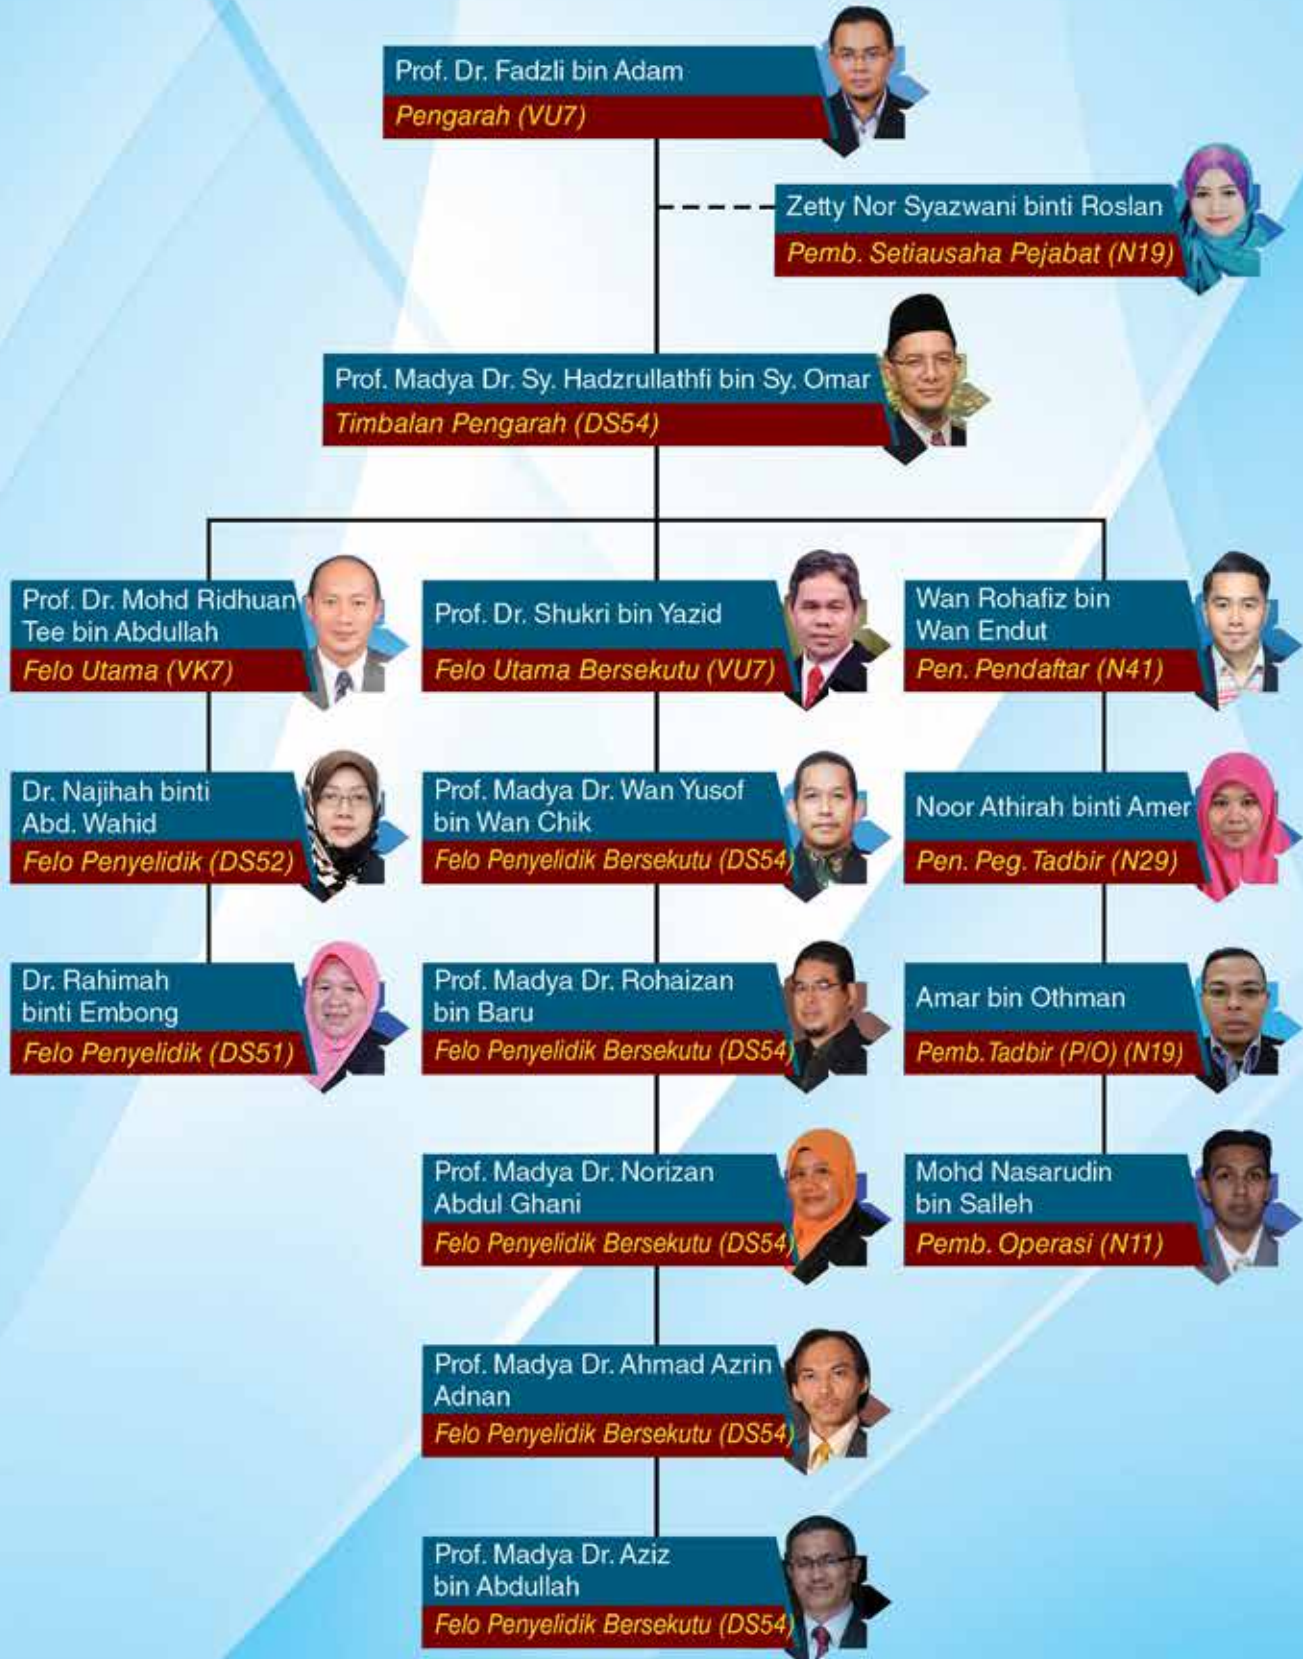 Prof. Dr. Fadzli bin Adam
Pengarah (VU7)
Zetty Nor Syazwani binti Roslan
Pemb. Setiausaha Pejabat (N19)
Prof. Madya Dr. Sy. Hadzrullathfi bin Sy. Omar
Timbalan Pengarah (DS54)
Prof. Dr. Mohd Ridhuan
Tee bin Abdullah
Felo Utama (VK7)
Dr. Najihah binti
Abd. Wahid
Felo Penyelidik (DS52)
Dr. Rahimah
binti Embong
Felo Penyelidik (DS51)
Prof. Dr. Shukri bin Yazid
Felo Utama Bersekutu (VU7)
Prof. Madya Dr. Wan Yusof
bin Wan Chik
Felo Penyelidik Bersekutu (DS54)
Prof. Madya Dr. Rohaizan
bin Baru
Felo Penyelidik Bersekutu (DS54)
Prof. Madya Dr. Norizan
Abdul Ghani
Felo Penyelidik Bersekutu (DS54)
Prof. Madya Dr. Ahmad Azrin
Adnan
Felo Penyelidik Bersekutu (DS54)
Prof. Madya Dr. Aziz
bin Abdullah
Felo Penyelidik Bersekutu (DS54)
Wan Rohafiz bin
Wan Endut
Pen. Pendaftar (N41)
Noor Athirah binti Amer
Pen. Peg. Tadbir (N29)
Amar bin Othman
Pemb. Tadbir (P/O) (N19)
Mohd Nasarudin
bin Salleh
Pemb. Operasi (N11)